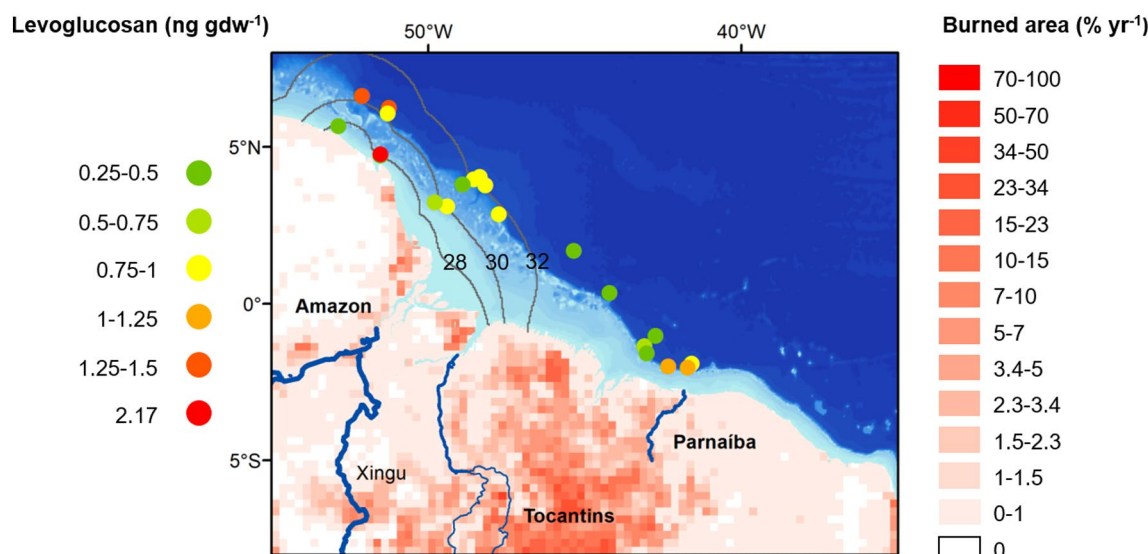 Levoglucosan (ng gdw⁻¹)
50°W
40°W
Burned area (% yr⁻¹)
0.25-0.5
0.5-0.75
0.75-1
1-1.25
1.25-1.5
2.17
5°N
0°
5°S
28
30
32
Amazon
Xingu
Tocantins
Parnaíba
70-100
50-70
34-50
23-34
15-23
10-15
7-10
5-7
3.4-5
2.3-3.4
1.5-2.3
1-1.5
0-1
0